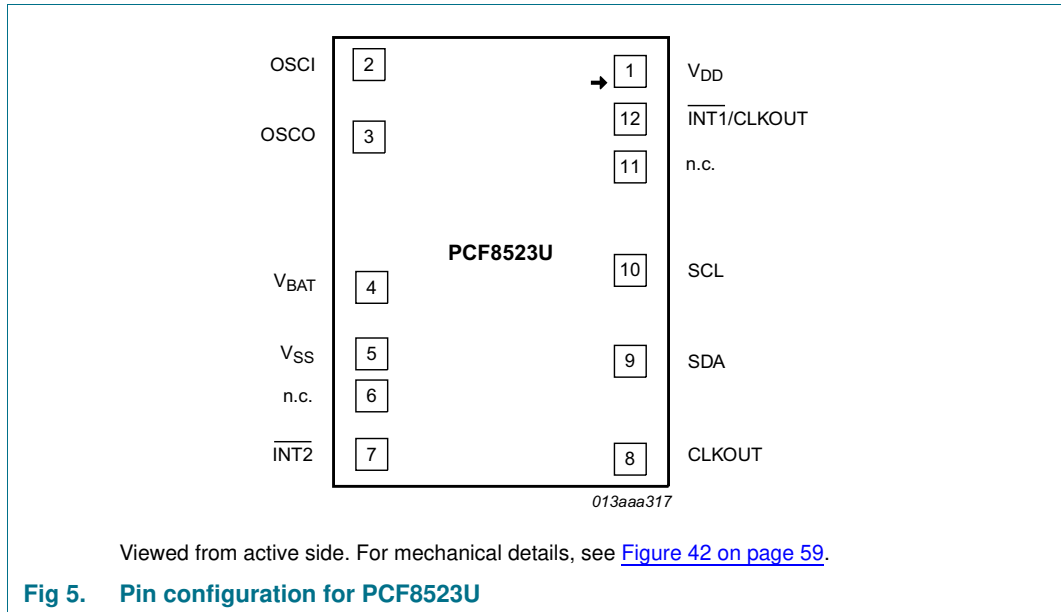 OSCI 2 1 VDD
12 INT1/CLKOUT
OSCO 3
11 n.c.
PCF8523U
10 SCL
VBAT 4
VSS 5
9 SDA
n.c. 6
INT2 7 8 CLKOUT
013aaa317
Viewed from active side. For mechanical details, see Figure 42 on page 59.
Fig 5. Pin configuration for PCF8523U